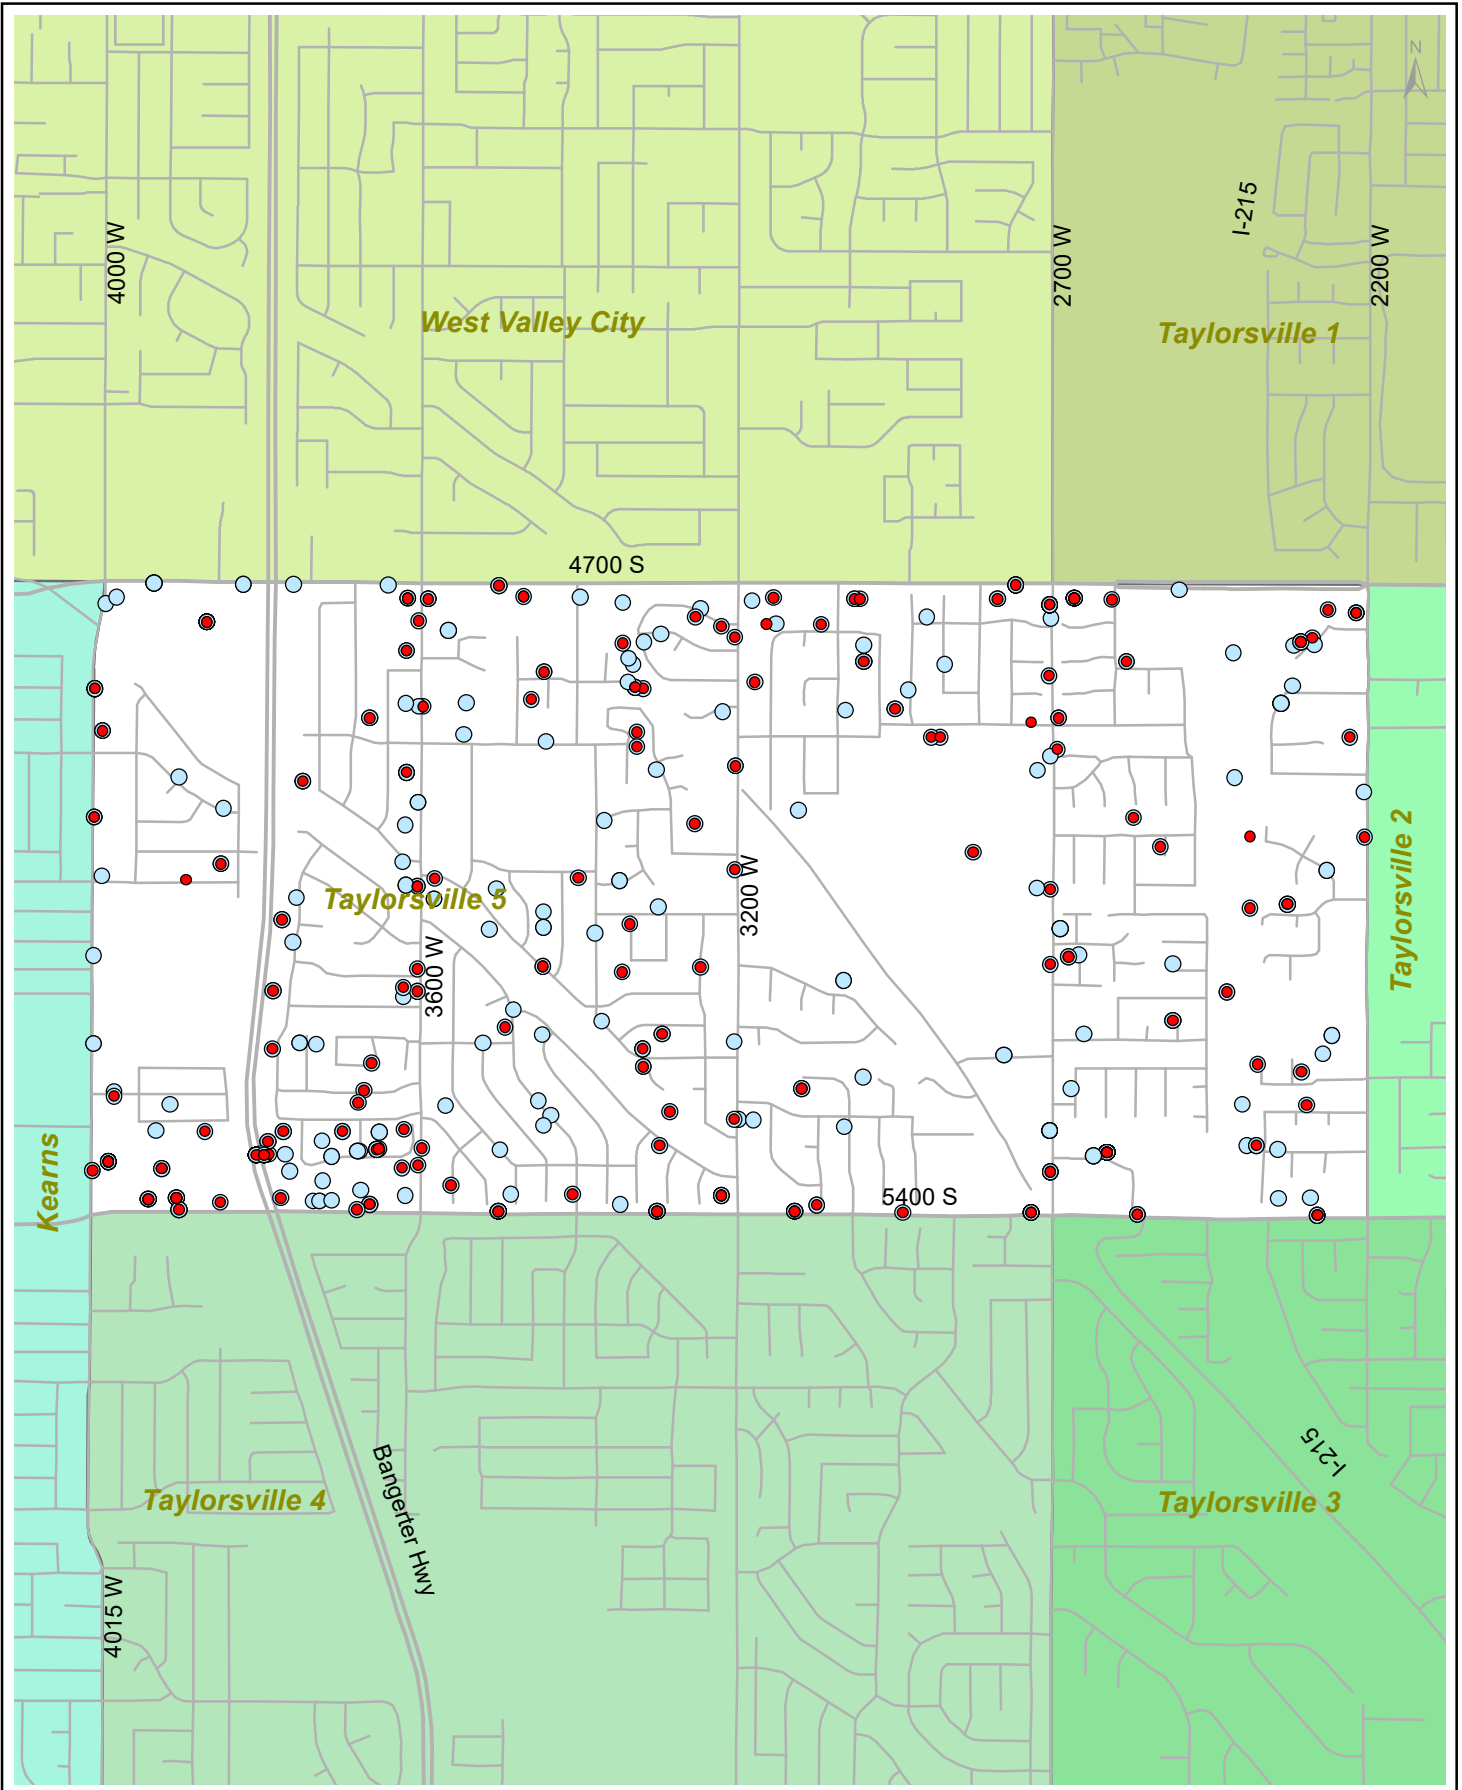 N
I-215
4000 W
2700 W
2200 W
West Valley City
Taylorsville 1
4700 S
Taylorsville 2
3200 W
Taylorsville 5
3600 W
Kearns
5400 S
I-215
Bangerter Hwy
Taylorsville 4
Taylorsville 3
4015 W